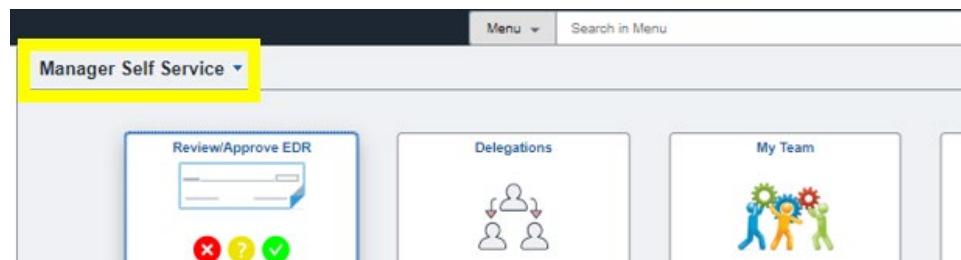 Menu Search in Menu
Manager Self Service
Review/Approve EDR Delegations My Team
?